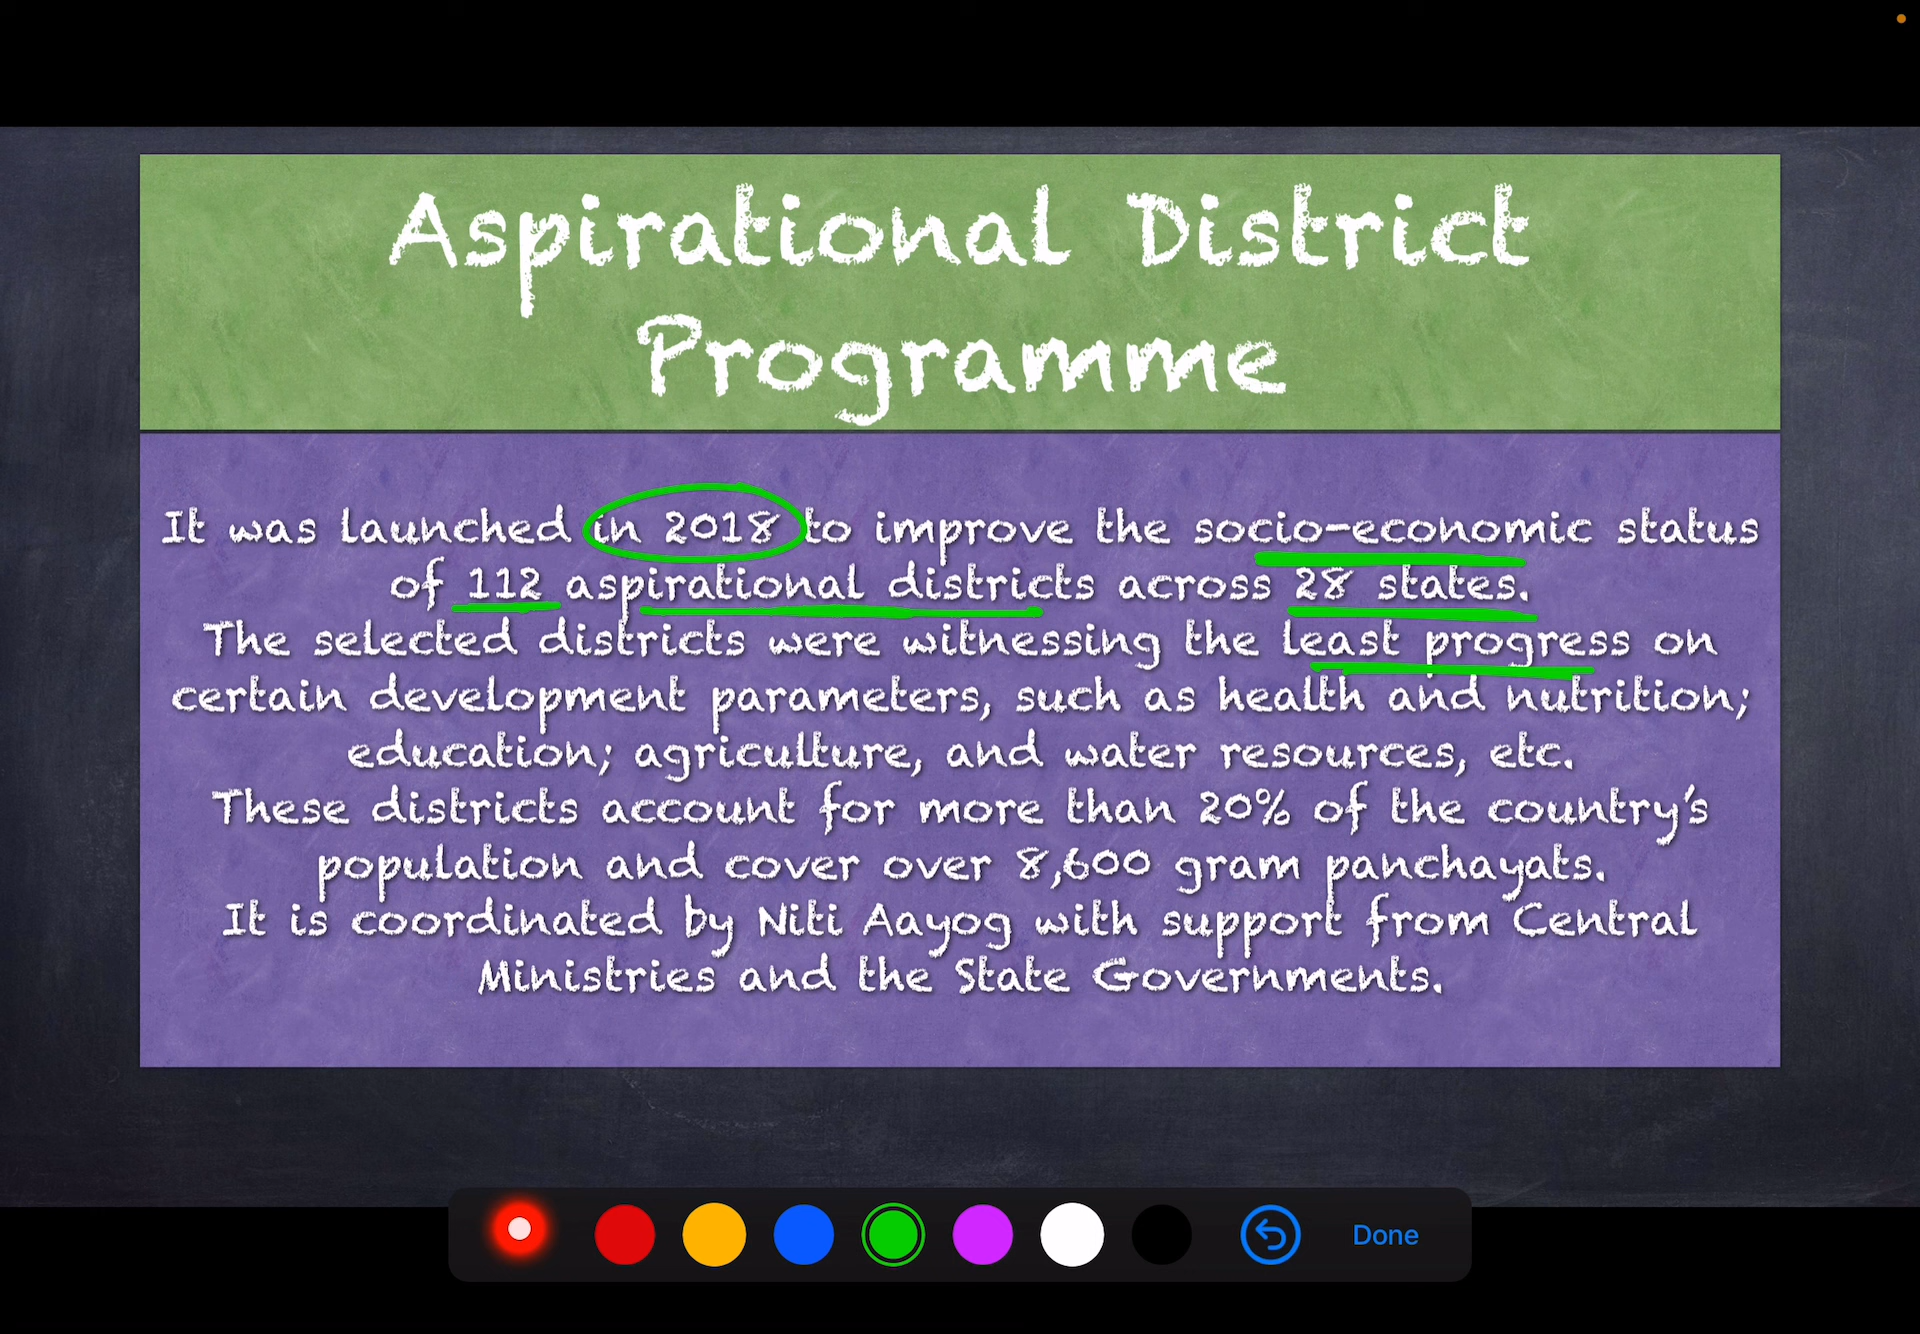 Aspirational District
Programme
It was launched in 2018 to improve the socio-economic status
of 112 aspirational districts across 28 states.
The selected districts were witnessing the least progress on
certain development parameters, such as health and nutrition;
education; agriculture, and water resources, etc.
These districts account for more than 20% of the country's
population and cover over 8,600 gram panchayats.
It is coordinated by Niti Aayog with support from Central
Ministries and the State Governments.
Done